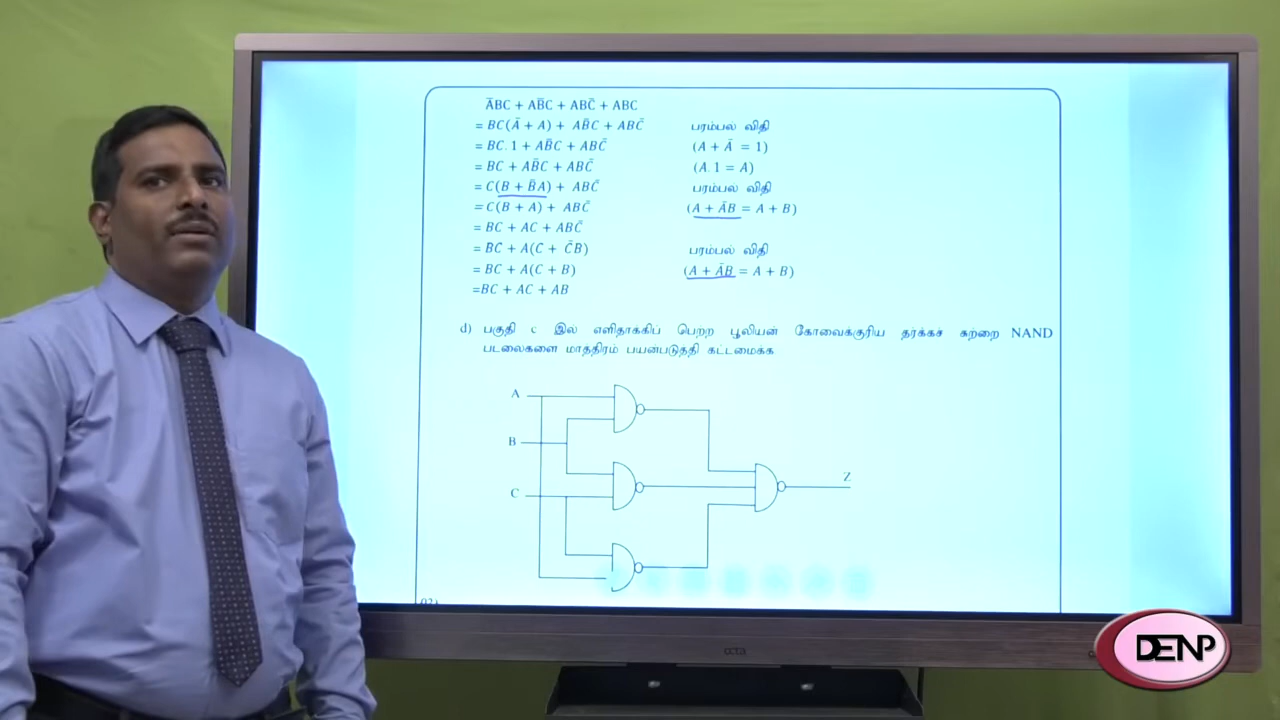 ĀBC + AB̄C + ABC̄ + ABC
= BC(Ā + A) + AB̄C + ABC̄ பரம்பல் விதி
= BC.1 + AB̄C + ABC̄ (A + Ā = 1)
= BC + AB̄C + ABC̄ (A.1 = A)
= C(B + B̄A) + ABC̄ பரம்பல் விதி
= C(B + A) + ABC̄ (A + ĀB = A + B)
= BC + AC + ABC̄
= BC + A(C + C̄B) பரம்பல் விதி
= BC + A(C + B) (A + ĀB = A + B)
=BC + AC + AB
d) பகுதி c இல் எளிதாக்கிப் பெற்ற பூலியன் கோவைக்குரிய தர்க்கச் சுற்றை NAND
படலைகளை மாத்திரம் பயன்படுத்தி கட்டமைக்க
A
B
Z
C
02)
DENP